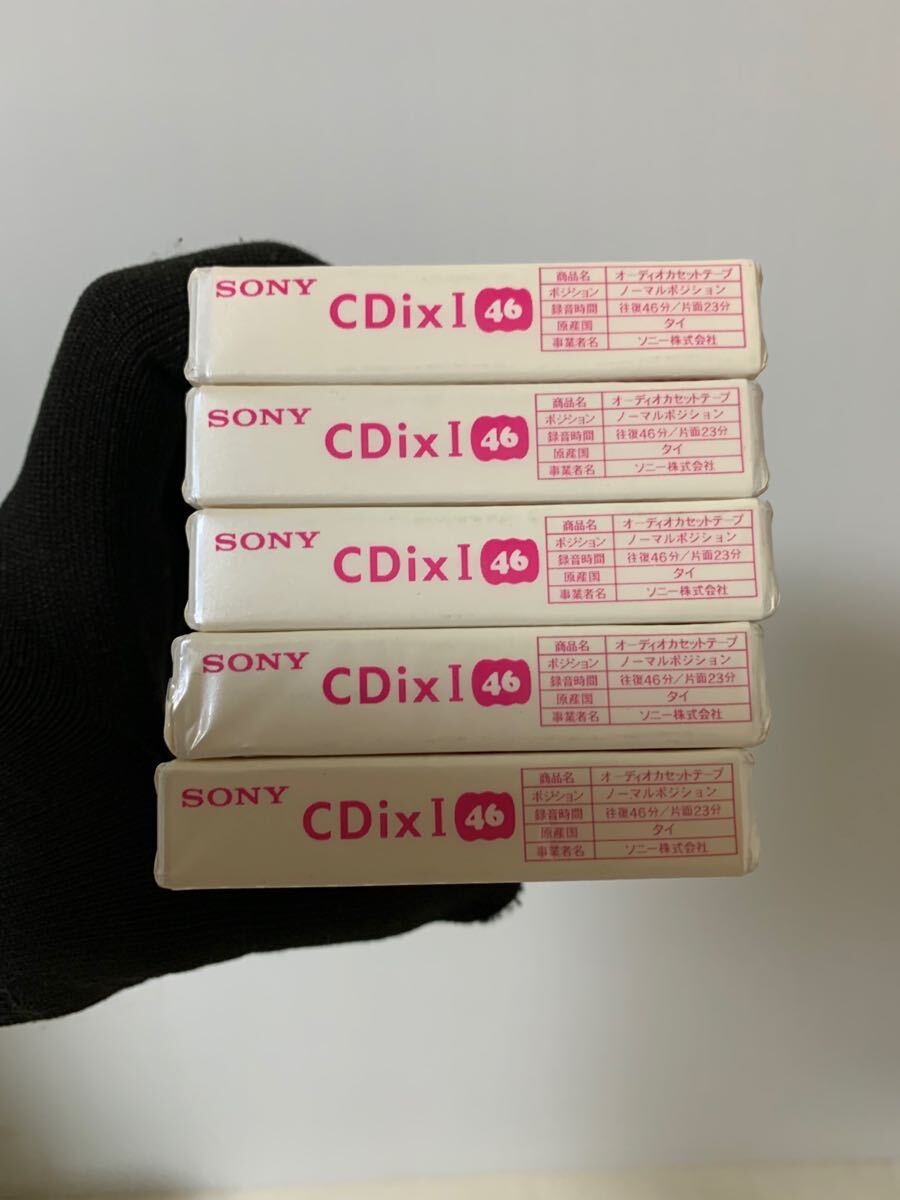 SONY
CDix I 46
商品名 オーディオカセットテープ
ポジション ノーマルポジション
録音時間 往復46分/片面23分
原産国 タイ
事業者名 ソニー株式会社
SONY
CDix I 46
商品名 オーディオカセットテープ
ポジション ノーマルポジション
録音時間 往復46分/片面23分
原産国 タイ
事業者名 ソニー株式会社
SONY
CDix I 46
商品名 オーディオカセットテープ
ポジション ノーマルポジション
録音時間 往復46分/片面23分
原産国 タイ
事業者名 ソニー株式会社
SONY
CDix I 46
商品名 オーディオカセットテープ
ポジション ノーマルポジション
録音時間 往復46分/片面23分
原産国 タイ
事業者名 ソニー株式会社
SONY
CDix I 46
商品名 オーディオカセットテープ
ポジション ノーマルポジション
録音時間 往復46分/片面23分
原産国 タイ
事業者名 ソニー株式会社